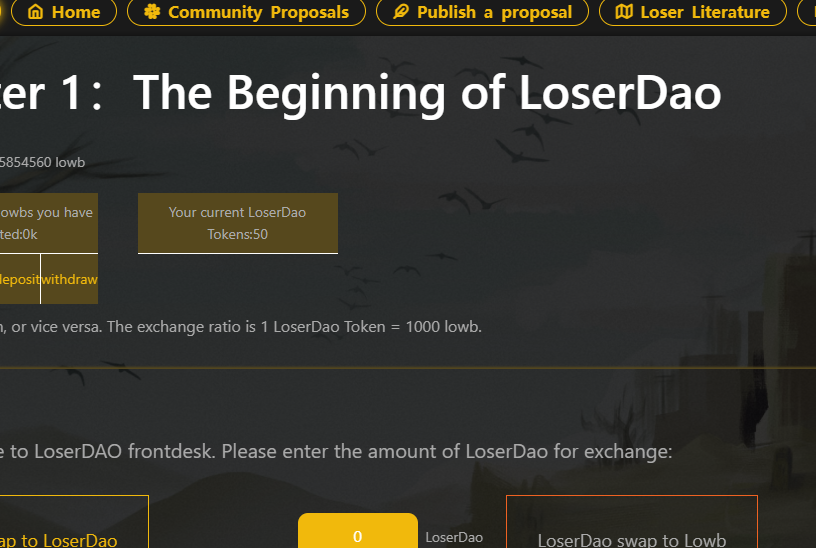 Home Community Proposals Publish a proposal Loser Literature
er 1： The Beginning of LoserDao
5854560 lowb
owbs you have
ted:0k
Your current LoserDao
Tokens:50
deposit withdraw
n, or vice versa. The exchange ratio is 1 LoserDao Token = 1000 lowb.
e to LoserDAO frontdesk. Please enter the amount of LoserDao for exchange:
ap to LoserDao
0 LoserDao
LoserDao swap to Lowb